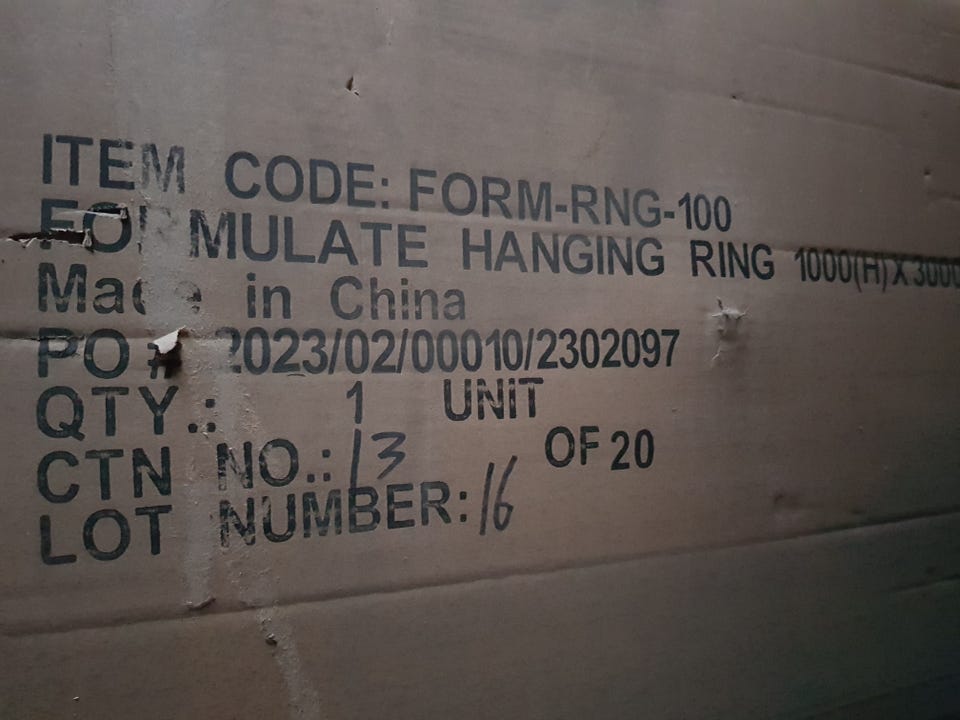 ITEM CODE: FORM-RNG-100
FORMULATE HANGING RING 1000(H) X 3000
Made in China
PO # 2023/02/00010/2302097
QTY.: 1 UNIT
CTN NO.: 13 OF 20
LOT NUMBER: 16